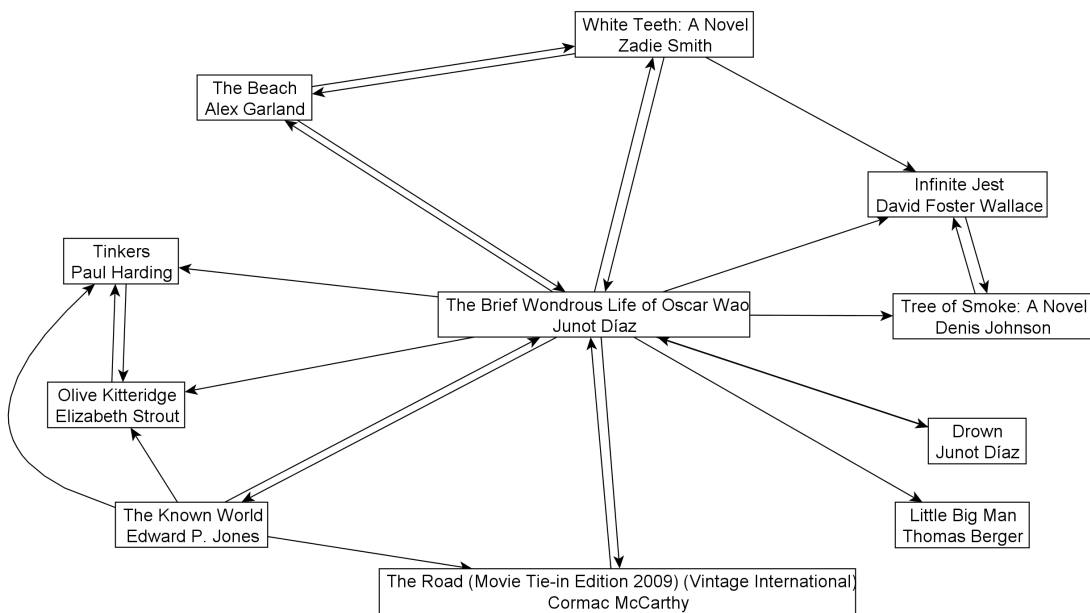 White Teeth: A Novel
Zadie Smith
The Beach
Alex Garland
Infinite Jest
David Foster Wallace
Tinkers
Paul Harding
The Brief Wondrous Life of Oscar Wao
Junot Díaz
Tree of Smoke: A Novel
Denis Johnson
Olive Kitteridge
Elizabeth Strout
Drown
Junot Díaz
The Known World
Edward P. Jones
Little Big Man
Thomas Berger
The Road (Movie Tie-in Edition 2009) (Vintage International)
Cormac McCarthy